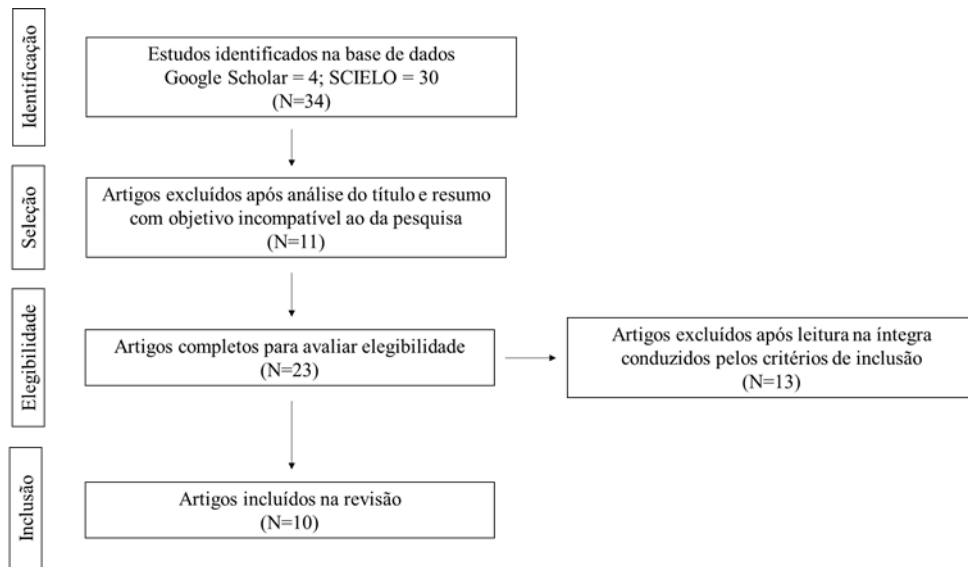 Identificação
Estudos identificados na base de dados
Google Scholar = 4; SCIELO = 30
(N=34)
Seleção
Artigos excluídos após análise do título e resumo
com objetivo incompatível ao da pesquisa
(N=11)
Elegibilidade
Artigos completos para avaliar elegibilidade
(N=23)
Artigos excluídos após leitura na íntegra
conduzidos pelos critérios de inclusão
(N=13)
Inclusão
Artigos incluídos na revisão
(N=10)